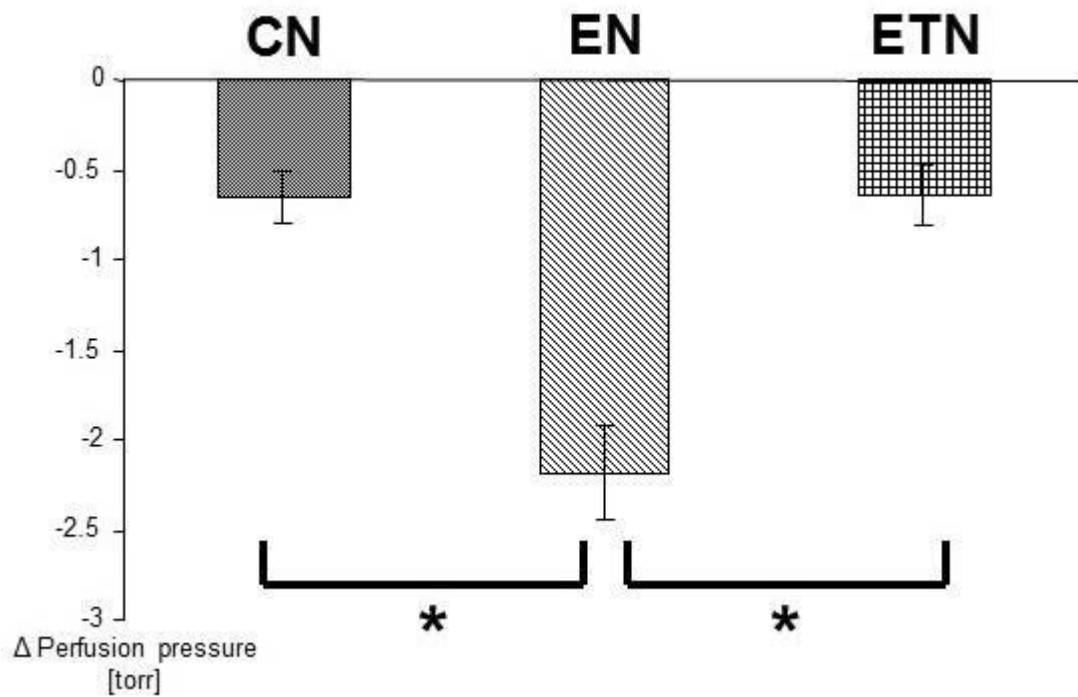 CN EN ETN
0
-0.5
-1
-1.5
-2
-2.5
-3
* *
Δ Perfusion pressure
[torr]